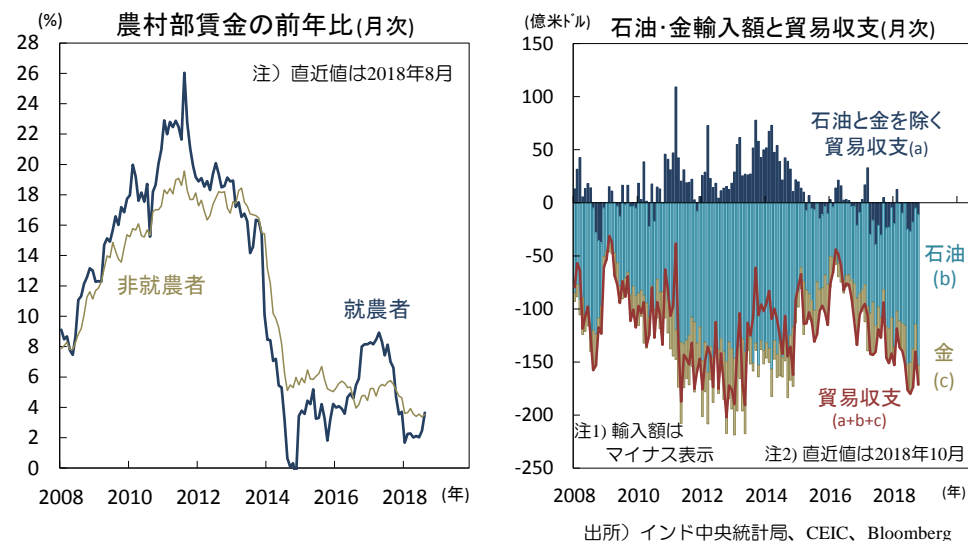 農村部賃金の前年比(月次)
(%)
28
26
24
22
20
18
16
14
12
10
8
6
4
2
0
注）直近値は2018年8月
非就農者
就農者
2008 2010 2012 2014 2016 2018 (年)
石油･金輸入額と貿易収支(月次)
(億米ﾄﾞﾙ)
150
100
50
0
-50
-100
-150
-200
-250
石油と金を除く
貿易収支(a)
石油
(b)
金
(c)
貿易収支
(a+b+c)
注1) 輸入額は
マイナス表示
注2) 直近値は2018年10月
2008 2010 2012 2014 2016 2018 (年)
出所）インド中央統計局、CEIC、Bloomberg